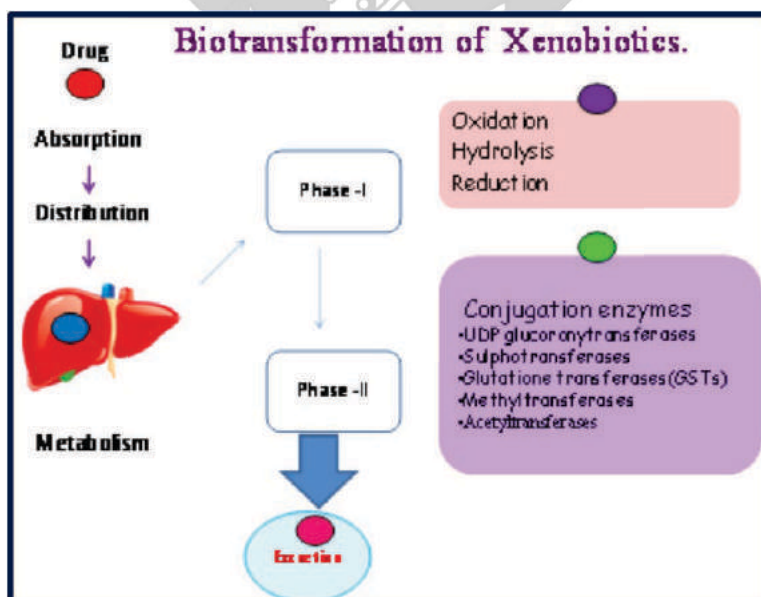 Biotransformation of Xenobiotics.
Drug
Absorption
Distribution
Metabolism
Phase -I
Phase -II
Excretion
Oxidation
Hydrolysis
Reduction
Conjugation enzymes
•UDP glucoronytransferases
•Sulphotransferases
•Glutatione transferases(GSTs)
•Methyltransferases
•Acetyltransferases